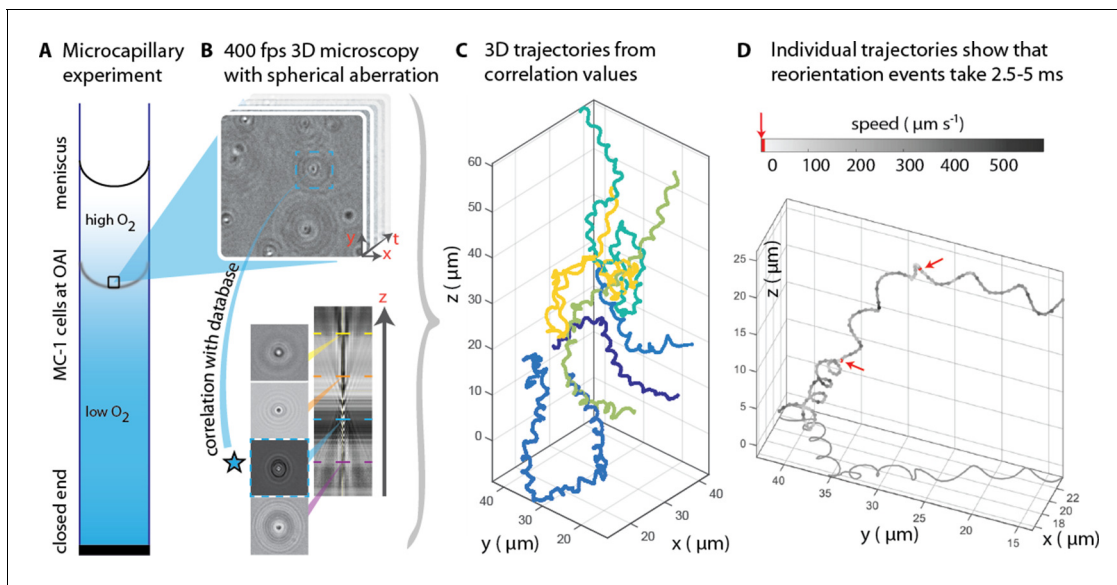 A Microcapillary
experiment
meniscus
high O2
MC-1 cells at OAI
low O2
closed end
B 400 fps 3D microscopy
with spherical aberration
y
t
x
correlation with database
z
C 3D trajectories from
correlation values
60
50
40
30
20
10
0
z ( μm)
40
30
20
y ( μm)
20
30
40
x ( μm)
D Individual trajectories show that
reorientation events take 2.5-5 ms
speed ( μm s⁻¹)
0 100 200 300 400 500
25
20
15
10
5
0
z ( μm)
40
35
30
25
20
15
y ( μm)
22
20
18
x ( μm)